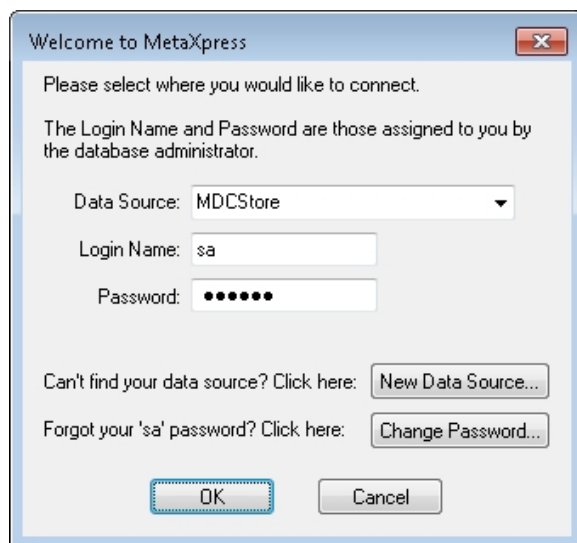 Welcome to MetaXpress
Please select where you would like to connect.
The Login Name and Password are those assigned to you by
the database administrator.
Data Source: MDCStore
Login Name: sa
Password: ●●●●●●
Can't find your data source? Click here: New Data Source...
Forgot your 'sa' password? Click here: Change Password...
OK Cancel